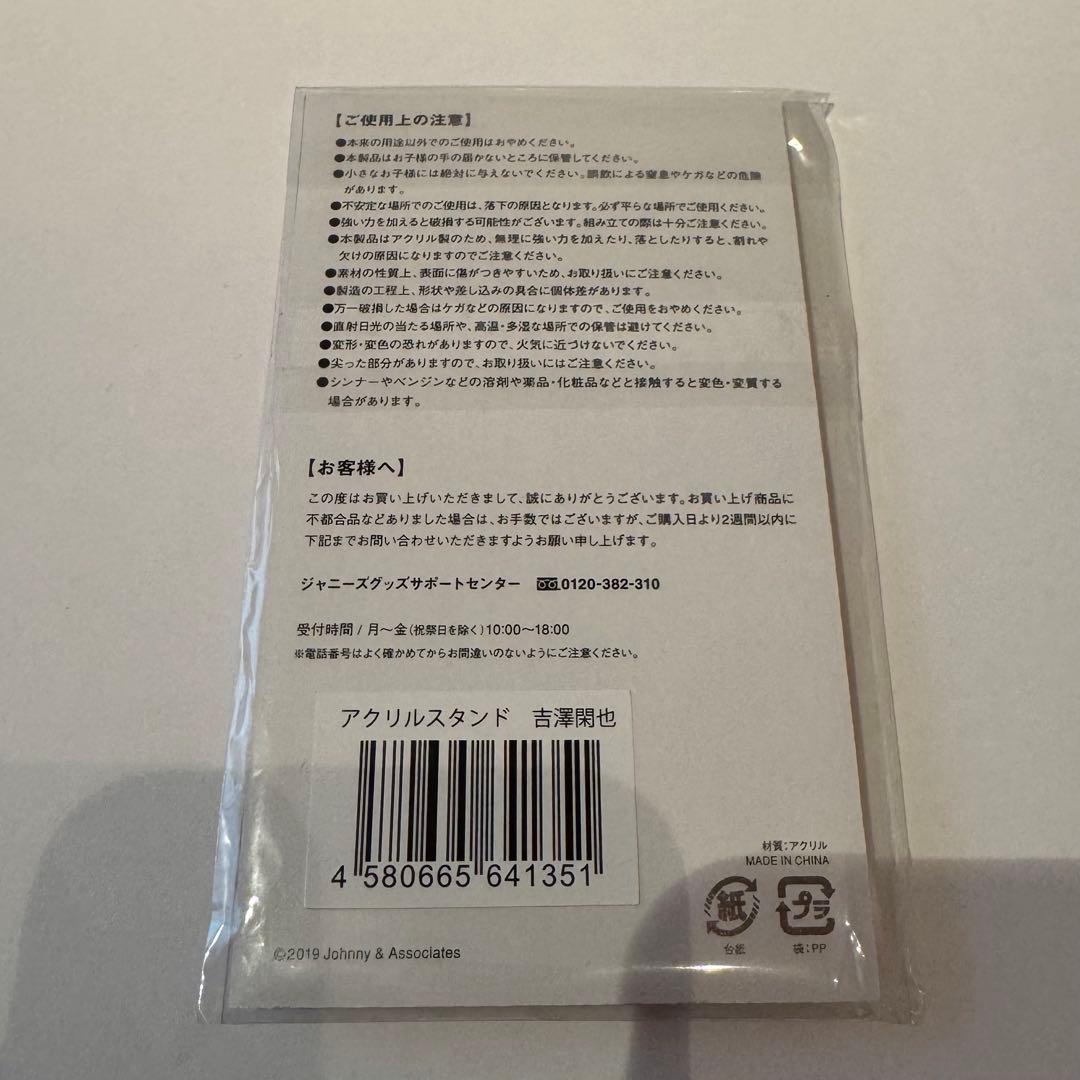 【ご使用上の注意】
●本来の用途以外でのご使用はおやめください。
●本製品はお子様の手の届かないところに保管してください。
●小さなお子様には絶対に与えないでください。誤飲による窒息やケガなどの危険
があります。
●不安定な場所でのご使用は、落下の原因となります。必ず平らな場所でご使用ください。
●強い力を加えると破損する可能性がございます。組み立ての際は十分ご注意ください。
●本製品はアクリル製のため、無理に強い力を加えたり、落としたりすると、割れや
欠けの原因になりますのでご注意ください。
●素材の性質上、表面に傷がつきやすいため、お取り扱いにご注意ください。
●製造の工程上、形状や差し込みの具合に個体差があります。
●万一破損した場合はケガなどの原因になりますので、ご使用をおやめください。
●直射日光の当たる場所や、高温・多湿な場所での保管は避けてください。
●変形・変色の恐れがありますので、火気に近づけないでください。
●尖った部分がありますので、お取り扱いにはご注意ください。
●シンナーやベンジンなどの溶剤や薬品・化粧品などと接触すると変色・変質する
場合があります。
【お客様へ】
この度はお買い上げいただきまして、誠にありがとうございます。お買い上げ商品に
不都合品などありました場合は、お手数ではございますが、ご購入日より2週間以内に
下記までお問い合わせいただきますようお願い申し上げます。
ジャニーズグッズサポートセンター 0120-382-310
受付時間 / 月〜金(祝祭日を除く)10:00〜18:00
※電話番号はよく確かめてからお間違いのないようにご注意ください。
アクリルスタンド 吉澤閑也
4 580665 641351
材質:アクリル
MADE IN CHINA
紙 プラ
台紙 袋:PP
©2019 Johnny & Associates